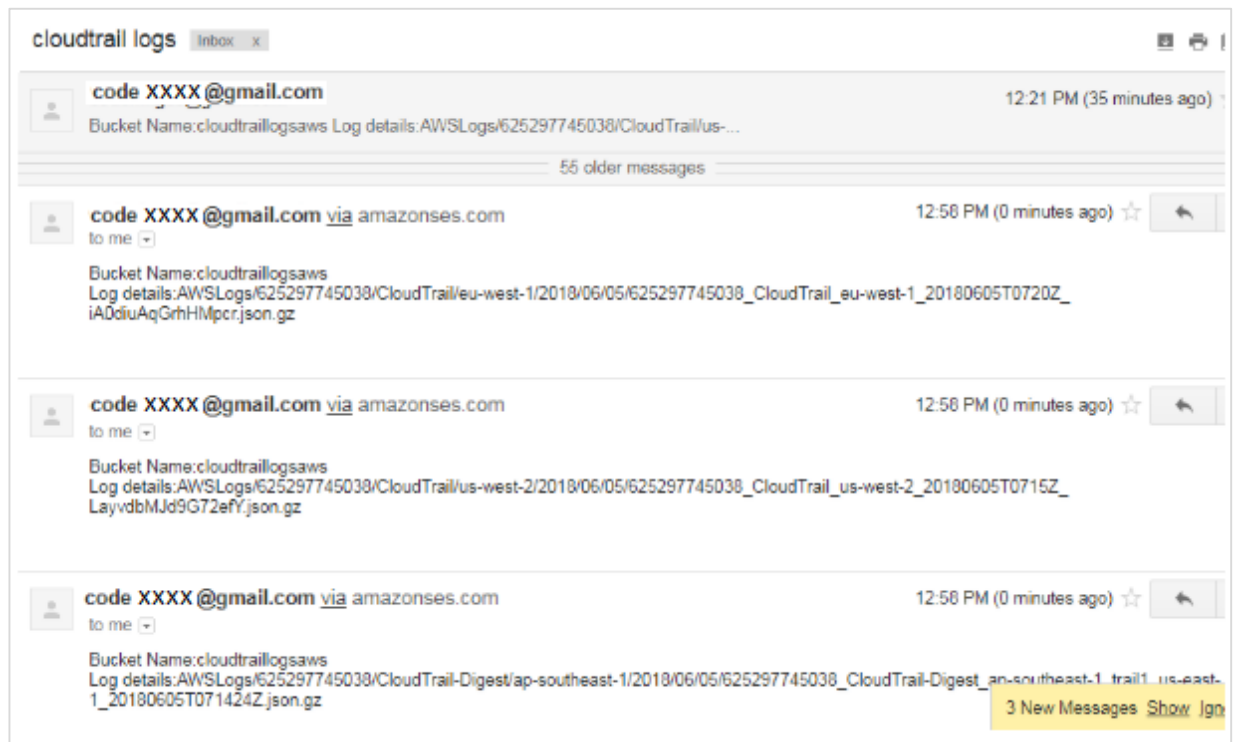 cloudtrail logs Inbox x
code XXXX @gmail.com 12:21 PM (35 minutes ago)
Bucket Name:cloudtraillogsaws Log details:AWSLogs/625297745038/CloudTrail/us-...
55 older messages
code XXXX @gmail.com via amazonses.com 12:58 PM (0 minutes ago)
to me
Bucket Name:cloudtraillogsaws
Log details:AWSLogs/625297745038/CloudTrail/eu-west-1/2018/06/05/625297745038_CloudTrail_eu-west-1_20180605T0720Z_
iA0diuAqGrhHMpcr.json.gz
code XXXX @gmail.com via amazonses.com 12:58 PM (0 minutes ago)
to me
Bucket Name:cloudtraillogsaws
Log details:AWSLogs/625297745038/CloudTrail/us-west-2/2018/06/05/625297745038_CloudTrail_us-west-2_20180605T0715Z_
LayvdbMJd9G72efY.json.gz
code XXXX @gmail.com via amazonses.com 12:58 PM (0 minutes ago)
to me
Bucket Name:cloudtraillogsaws
Log details:AWSLogs/625297745038/CloudTrail-Digest/ap-southeast-1/2018/06/05/625297745038_CloudTrail-Digest_ap-southeast-1_trail1_us-east-
1_20180605T071424Z.json.gz
3 New Messages Show